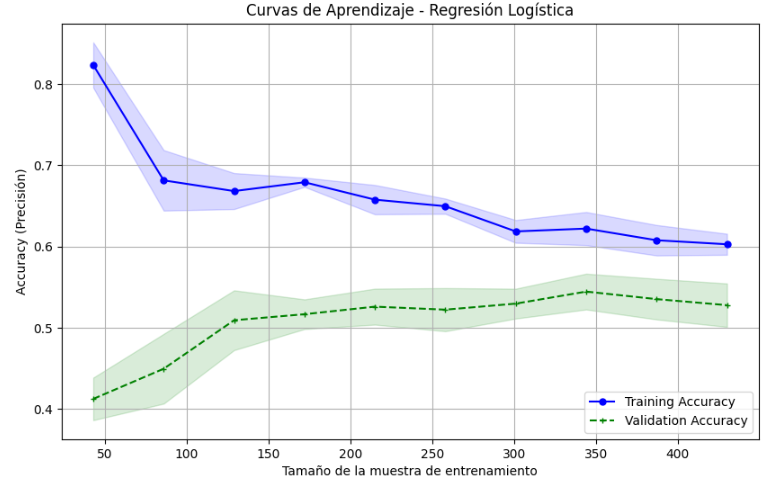 Curvas de Aprendizaje - Regresión Logística
Accuracy (Precisión)
0.8
0.7
0.6
0.5
0.4
50 100 150 200 250 300 350 400
Tamaño de la muestra de entrenamiento
Training Accuracy
Validation Accuracy